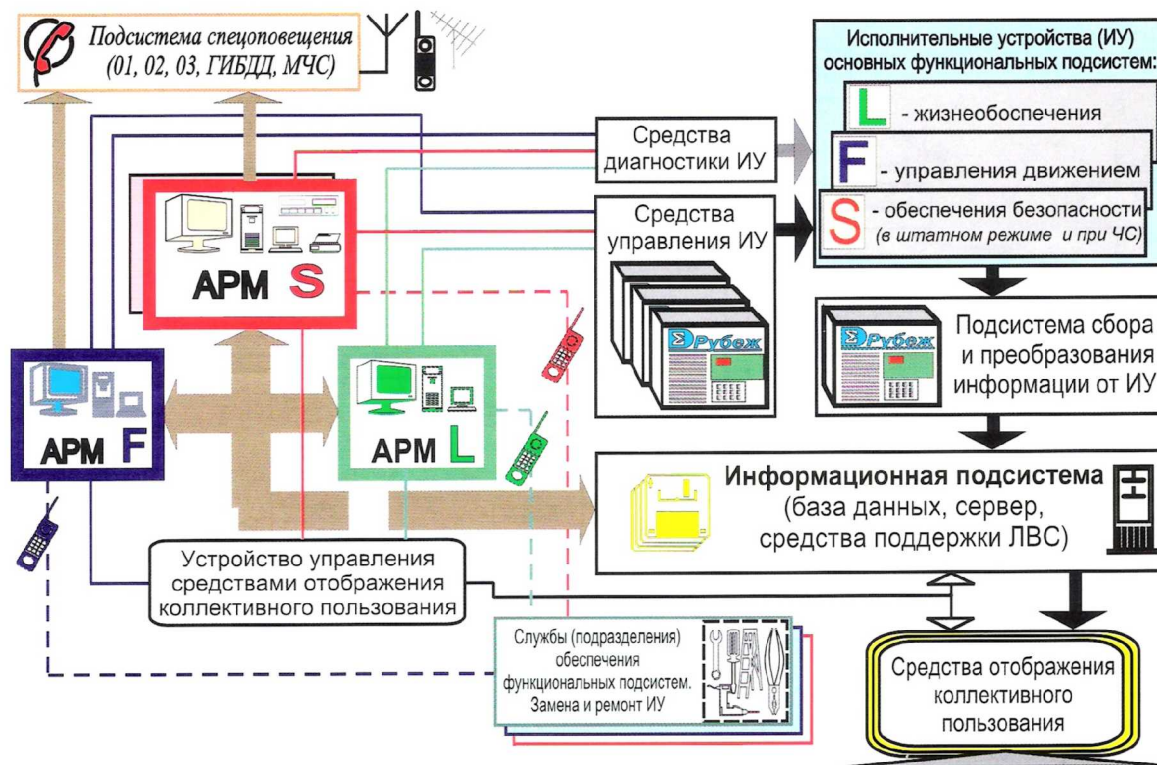 Подсистема спецоповещения
(01, 02, 03, ГИБДД, МЧС)
Исполнительные устройства (ИУ)
основных функциональных подсистем:
L - жизнеобеспечения
F - управления движением
S - обеспечения безопасности
(в штатном режиме и при ЧС)
Средства
диагностики ИУ
Средства
управления ИУ
Рубеж
АРМ S
АРМ F
АРМ L
Рубеж
Подсистема сбора
и преобразования
информации от ИУ
Информационная подсистема
(база данных, сервер,
средства поддержки ЛВС)
Устройство управления
средствами отображения
коллективного пользования
Службы (подразделения)
обеспечения
функциональных подсистем.
Замена и ремонт ИУ
Средства отображения
коллективного
пользования